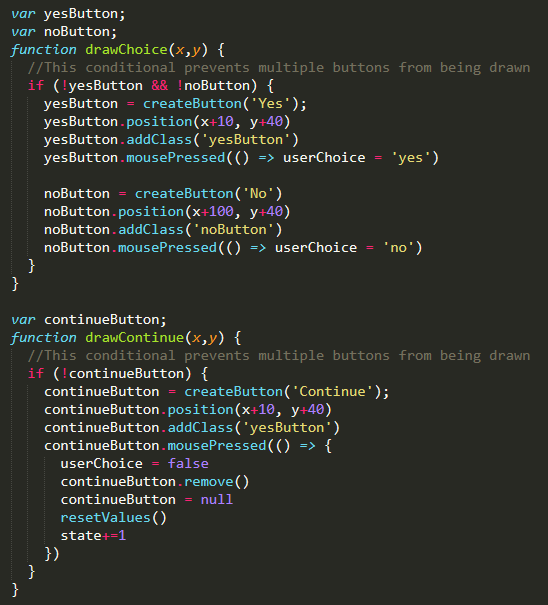 var yesButton;
var noButton;
function drawChoice(x,y) {
  //This conditional prevents multiple buttons from being drawn
  if (!yesButton && !noButton) {
    yesButton = createButton('Yes');
    yesButton.position(x+10, y+40)
    yesButton.addClass('yesButton')
    yesButton.mousePressed(() => userChoice = 'yes')

    noButton = createButton('No')
    noButton.position(x+100, y+40)
    noButton.addClass('noButton')
    noButton.mousePressed(() => userChoice = 'no')
  }
}

var continueButton;
function drawContinue(x,y) {
  //This conditional prevents multiple buttons from being drawn
  if (!continueButton) {
    continueButton = createButton('Continue');
    continueButton.position(x+10, y+40)
    continueButton.addClass('yesButton')
    continueButton.mousePressed(() => {
      userChoice = false
      continueButton.remove()
      continueButton = null
      resetValues()
      state+=1
    })
  }
}